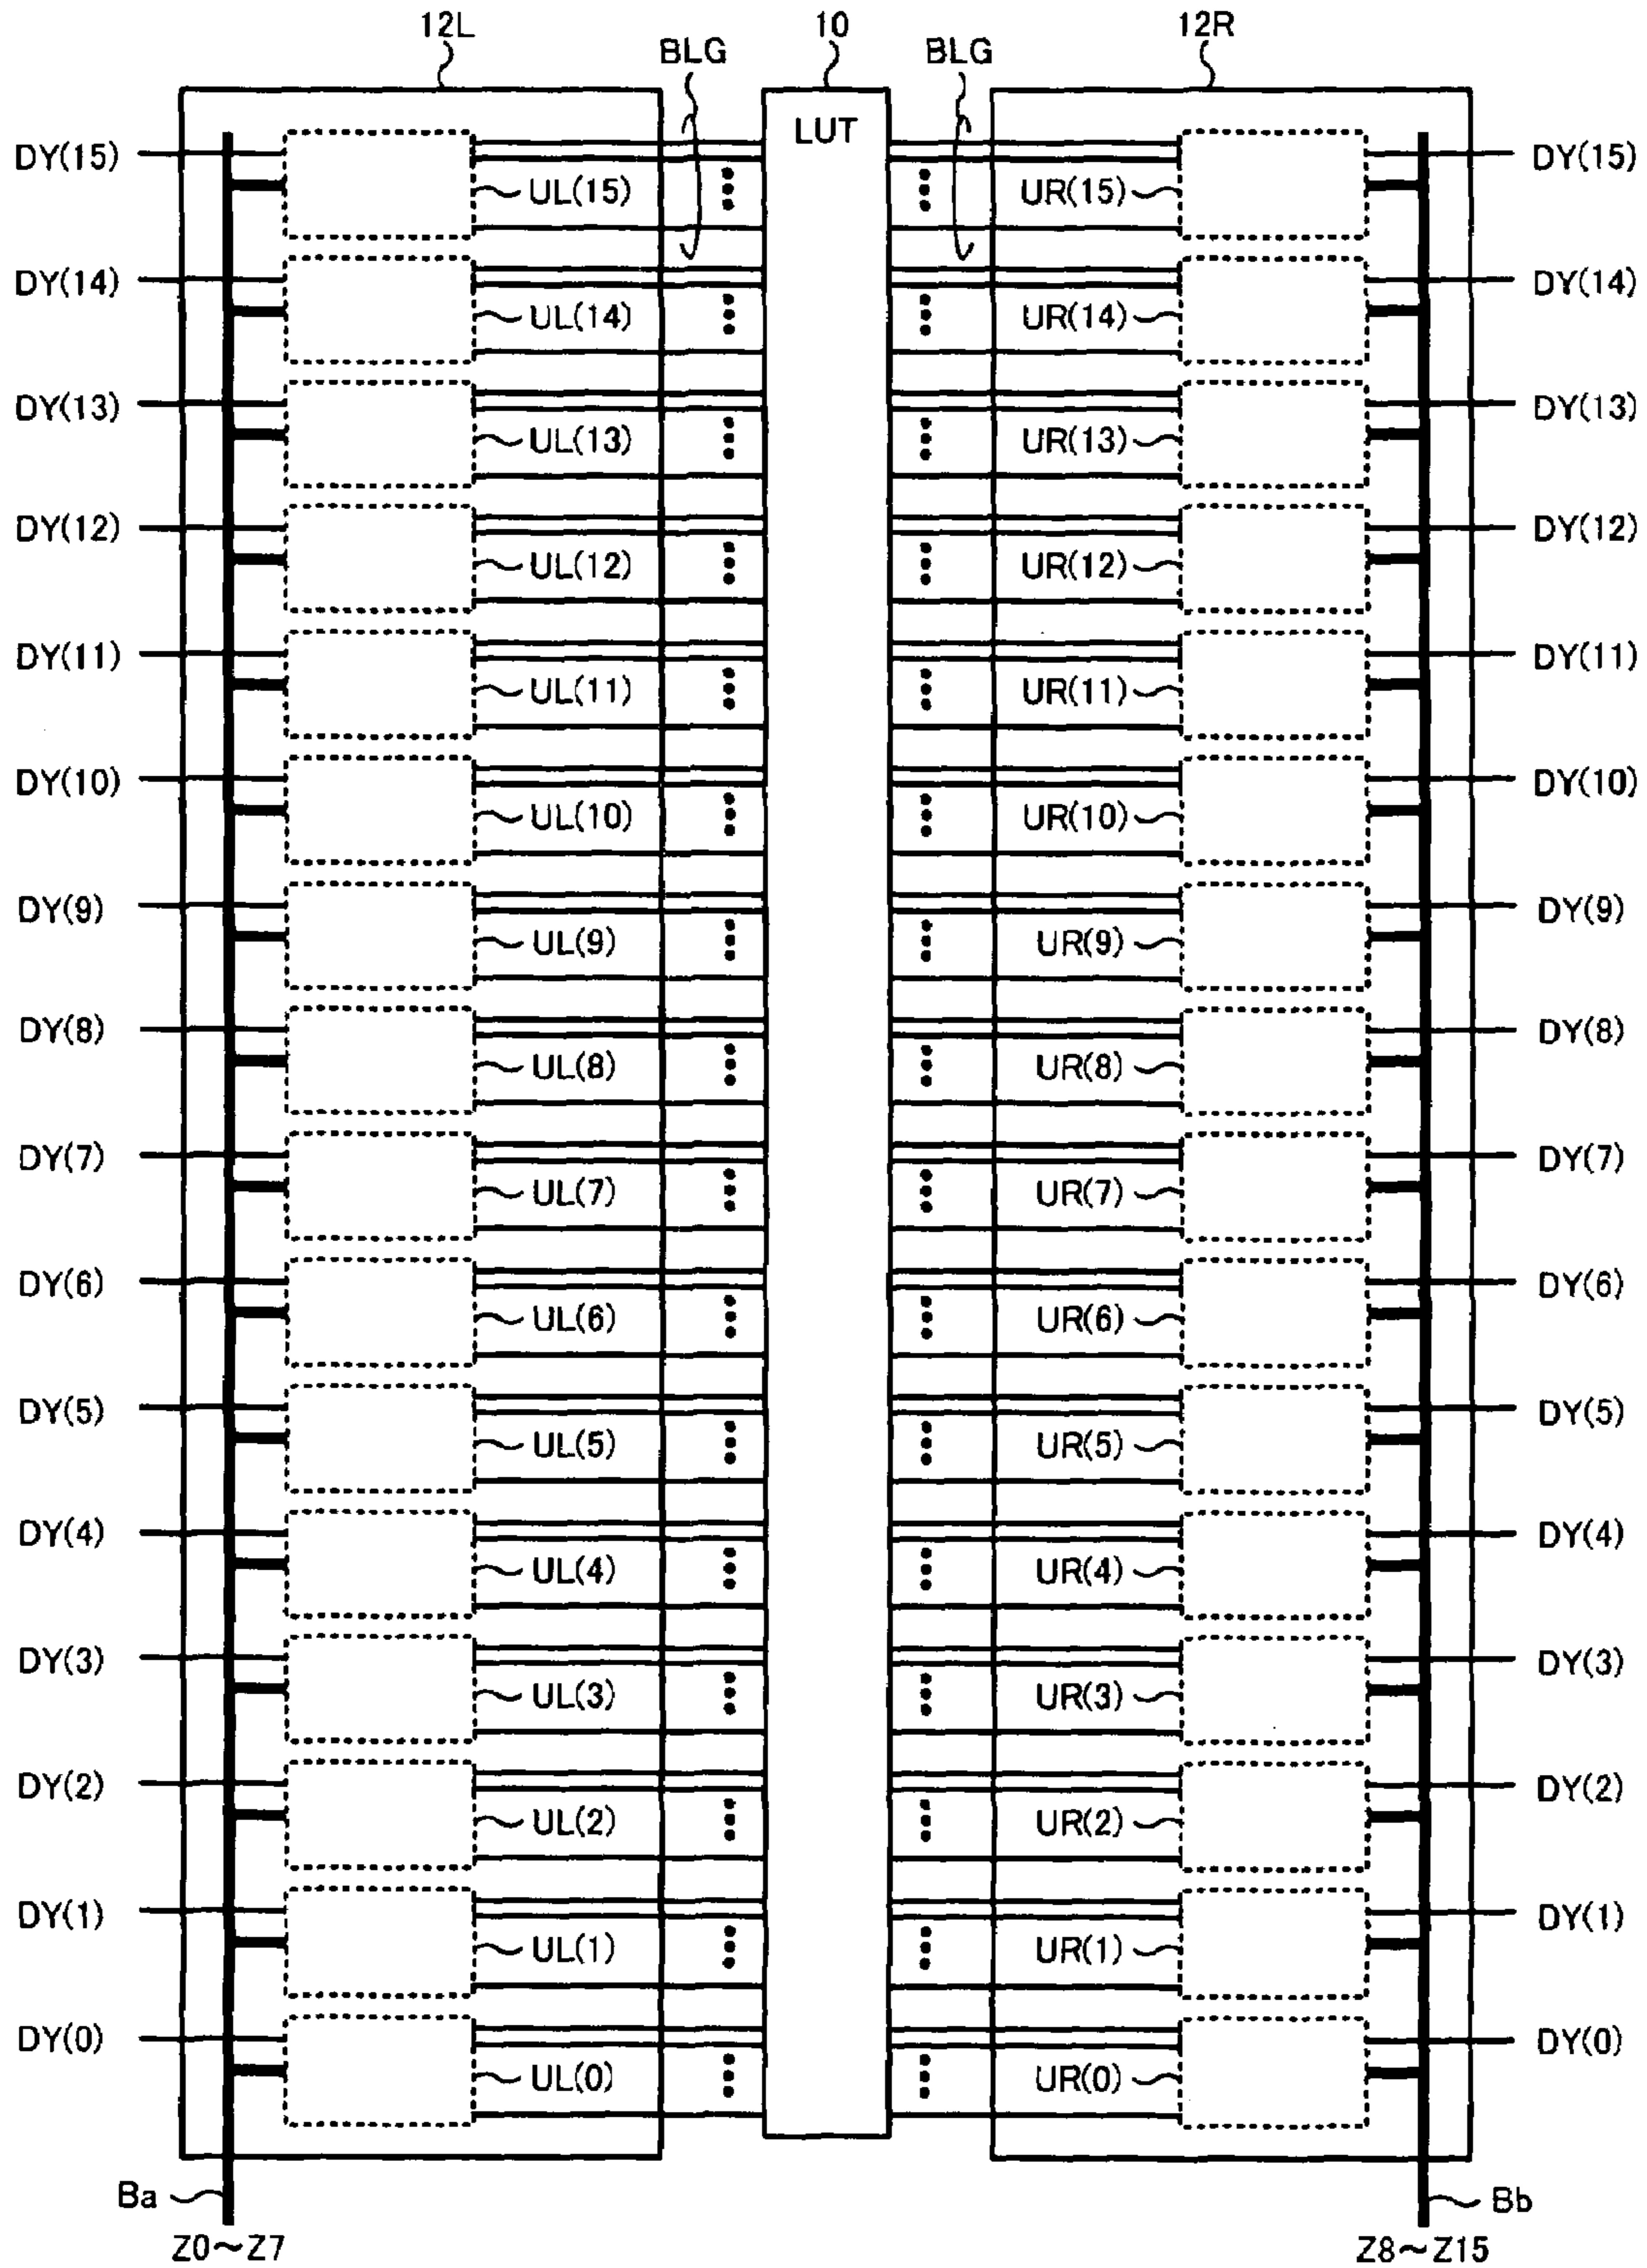 12L 10 12R
BLG BLG
LUT
DY(15) UL(15) UR(15) DY(15)
DY(14) UL(14) UR(14) DY(14)
DY(13) UL(13) UR(13) DY(13)
DY(12) UL(12) UR(12) DY(12)
DY(11) UL(11) UR(11) DY(11)
DY(10) UL(10) UR(10) DY(10)
DY(9) UL(9) UR(9) DY(9)
DY(8) UL(8) UR(8) DY(8)
DY(7) UL(7) UR(7) DY(7)
DY(6) UL(6) UR(6) DY(6)
DY(5) UL(5) UR(5) DY(5)
DY(4) UL(4) UR(4) DY(4)
DY(3) UL(3) UR(3) DY(3)
DY(2) UL(2) UR(2) DY(2)
DY(1) UL(1) UR(1) DY(1)
DY(0) UL(0) UR(0) DY(0)
Ba Bb
Z0~Z7 Z8~Z15